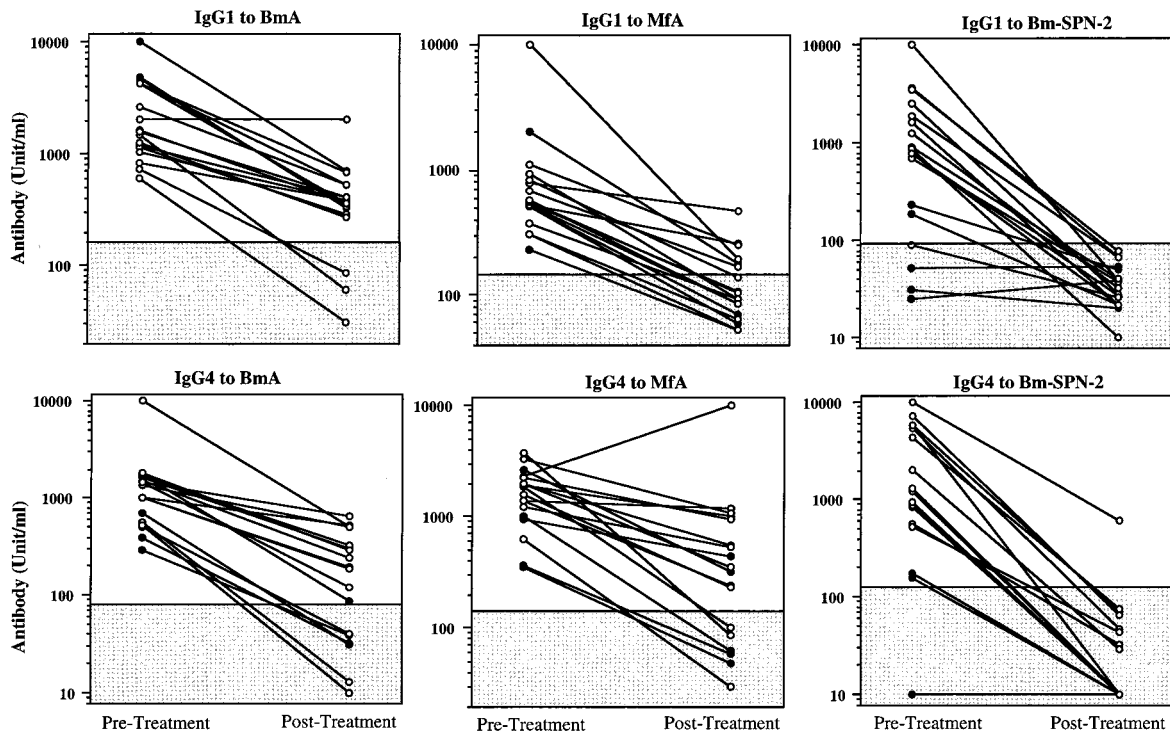 IgG1 to BmA
IgG1 to MfA
IgG1 to Bm-SPN-2
Antibody (Unit/ml)
10000
1000
100
10000
1000
100
10000
1000
100
10
IgG4 to BmA
IgG4 to MfA
IgG4 to Bm-SPN-2
Antibody (Unit/ml)
10000
1000
100
10
10000
1000
100
10000
1000
100
10
Pre-Treatment Post-Treatment
Pre-Treatment Post-Treatment
Pre-Treatment Post-Treatment